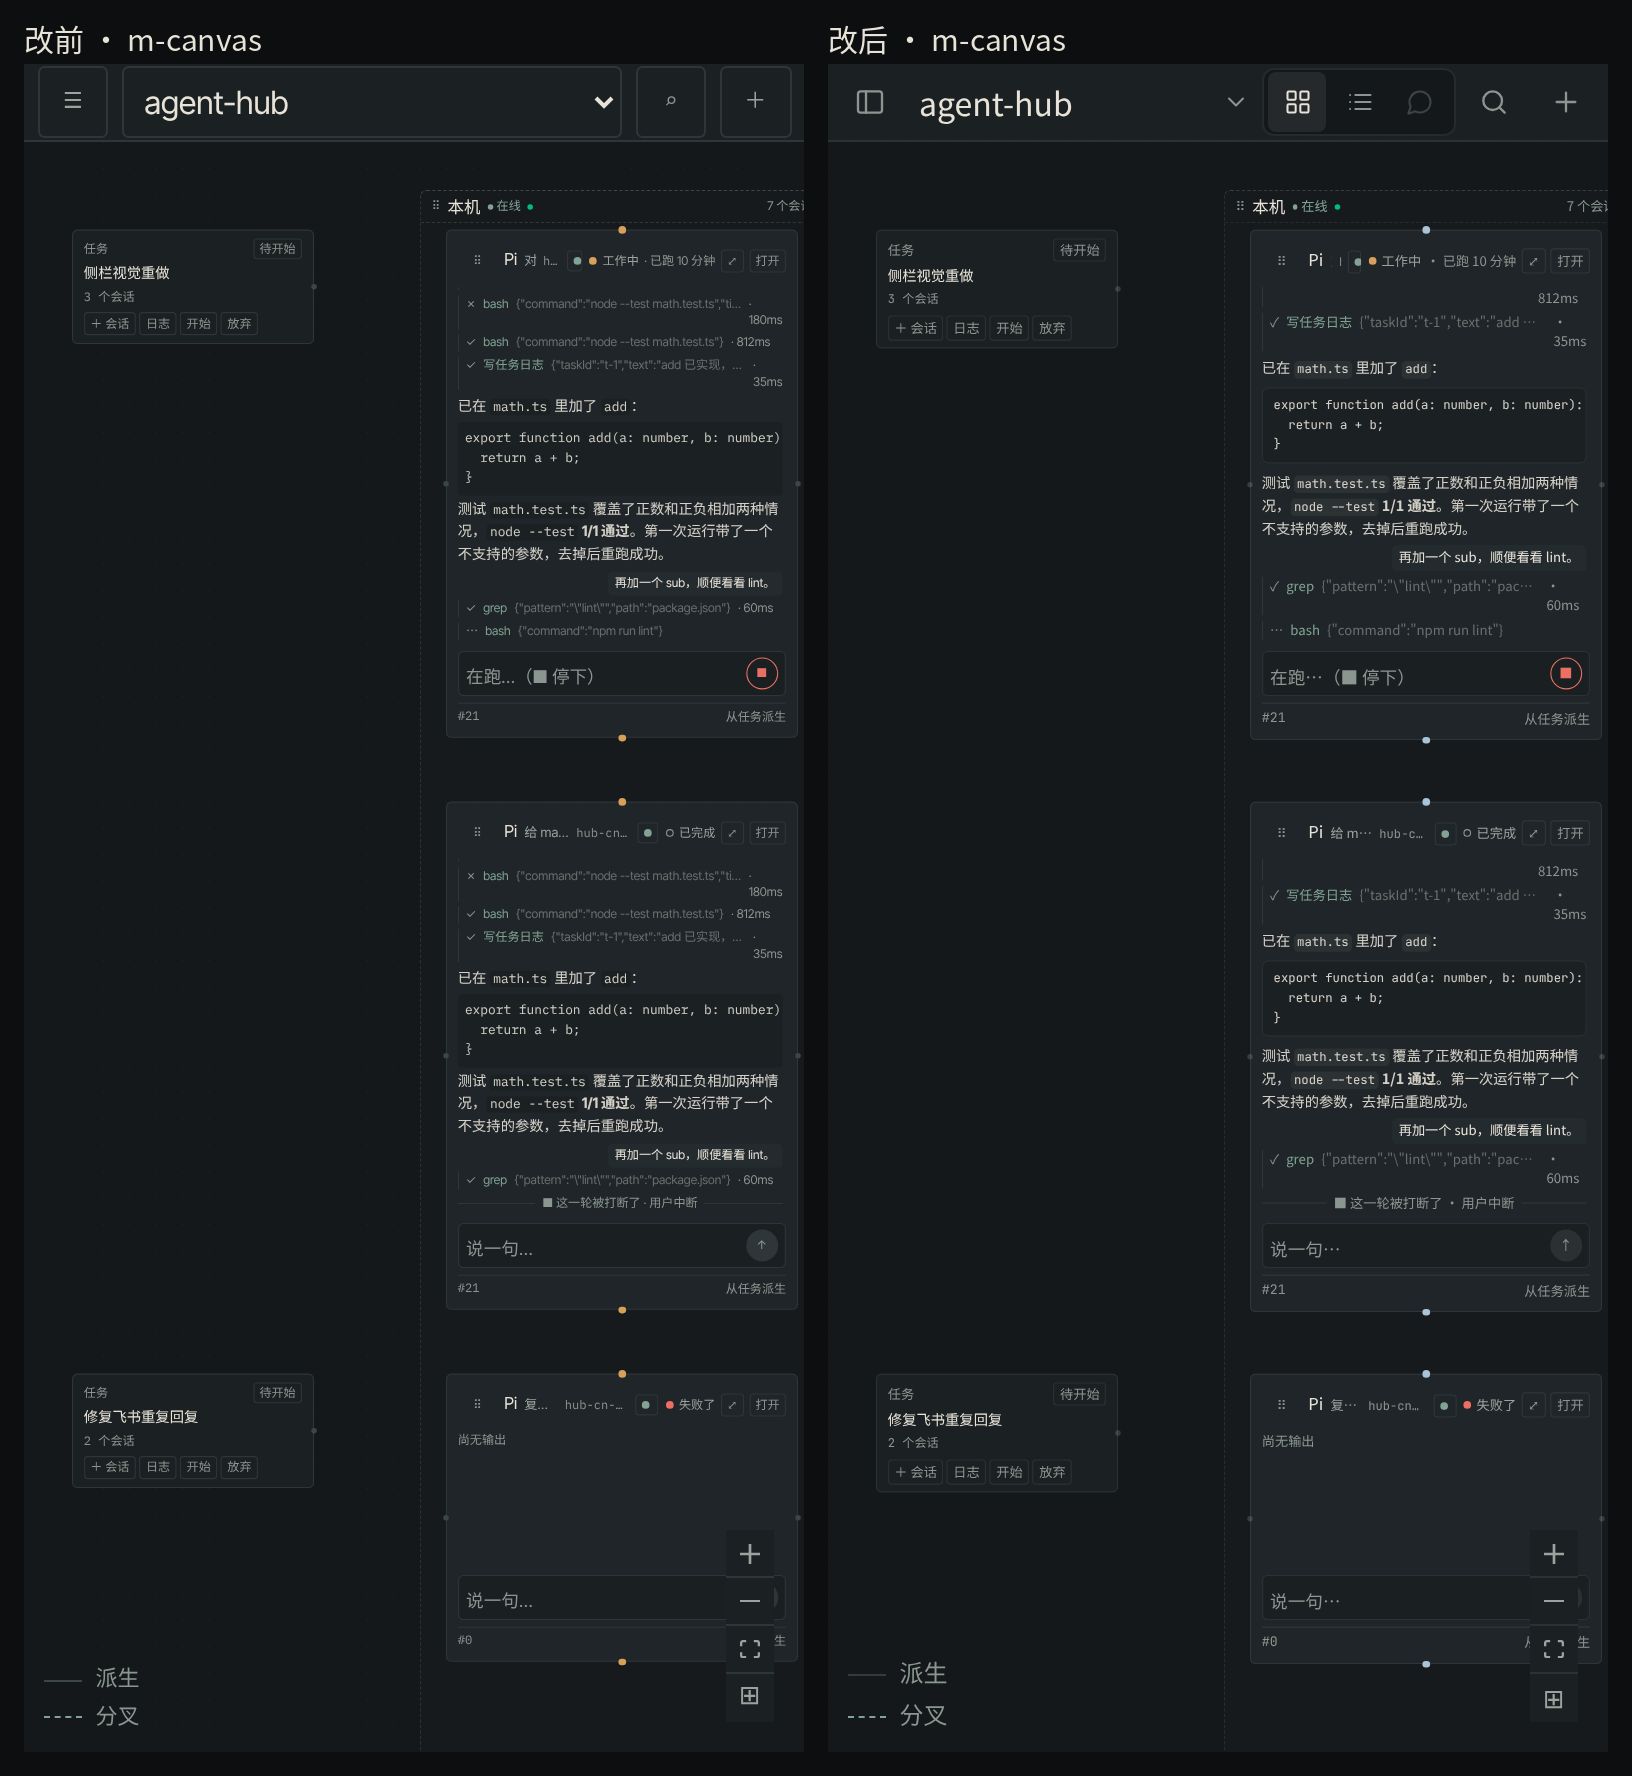 改前 · m-canvas
agent-hub
本机 在线 7 个会
任务 待开始
侧栏视觉重做
3 个会话
+ 会话 日志 开始 放弃
Pi 对 h... 工作中 · 已跑 10 分钟 打开
× bash {"command":"node --test math.test.ts","ti... ·
180ms
✓ bash {"command":"node --test math.test.ts"} · 812ms
✓ 写任务日志 {"taskId":"t-1","text":"add 已实现，... ·
35ms
已在 math.ts 里加了 add：
export function add(a: number, b: number)
return a + b;
}
测试 math.test.ts 覆盖了正数和正负相加两种情
况，node --test 1/1 通过。第一次运行带了一个
不支持的参数，去掉后重跑成功。
再加一个 sub，顺便看看 lint。
✓ grep {"pattern":"\"lint\"","path":"package.json"} · 60ms
··· bash {"command":"npm run lint"}
在跑...（■ 停下）
#21 从任务派生
Pi 给 ma... hub-cn... 已完成 打开
× bash {"command":"node --test math.test.ts","ti... ·
180ms
✓ bash {"command":"node --test math.test.ts"} · 812ms
✓ 写任务日志 {"taskId":"t-1","text":"add 已实现，... ·
35ms
已在 math.ts 里加了 add：
export function add(a: number, b: number)
return a + b;
}
测试 math.test.ts 覆盖了正数和正负相加两种情
况，node --test 1/1 通过。第一次运行带了一个
不支持的参数，去掉后重跑成功。
再加一个 sub，顺便看看 lint。
✓ grep {"pattern":"\"lint\"","path":"package.json"} · 60ms
■ 这一轮被打断了 · 用户中断
说一句...
#21 从任务派生
任务 待开始
修复飞书重复回复
2 个会话
+ 会话 日志 开始 放弃
Pi 复... hub-cn-... 失败了 打开
尚无输出
说一句...
#0 生
派生
分叉
改后 · m-canvas
agent-hub
本机 在线 7 个会
任务 待开始
侧栏视觉重做
3 个会话
+ 会话 日志 开始 放弃
Pi 工作中 · 已跑 10 分钟 打开
812ms
✓ 写任务日志 {"taskId":"t-1","text":"add ··· ·
35ms
已在 math.ts 里加了 add：
export function add(a: number, b: number):
return a + b;
}
测试 math.test.ts 覆盖了正数和正负相加两种情
况，node --test 1/1 通过。第一次运行带了一个
不支持的参数，去掉后重跑成功。
再加一个 sub，顺便看看 lint。
✓ grep {"pattern":"\"lint\"","path":"pac··· ·
60ms
··· bash {"command":"npm run lint"}
在跑···（■ 停下）
#21 从任务派生
Pi 给 m··· hub-c... 已完成 打开
812ms
✓ 写任务日志 {"taskId":"t-1","text":"add ··· ·
35ms
已在 math.ts 里加了 add：
export function add(a: number, b: number):
return a + b;
}
测试 math.test.ts 覆盖了正数和正负相加两种情
况，node --test 1/1 通过。第一次运行带了一个
不支持的参数，去掉后重跑成功。
再加一个 sub，顺便看看 lint。
✓ grep {"pattern":"\"lint\"","path":"pac··· ·
60ms
■ 这一轮被打断了 · 用户中断
说一句···
#21 从任务派生
任务 待开始
修复飞书重复回复
2 个会话
+ 会话 日志 开始 放弃
Pi 复··· hub-cn... 失败了 打开
尚无输出
说一句···
#0 生
派生
分叉